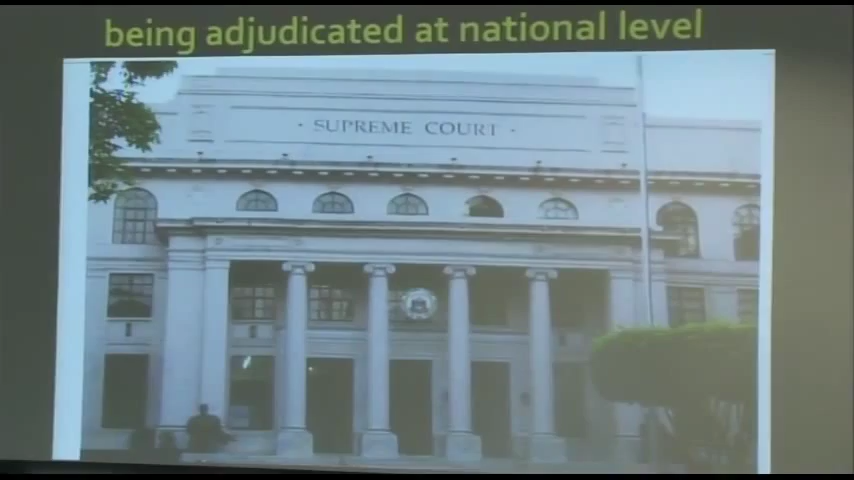 being adjudicated at national level
· SUPREME COURT ·